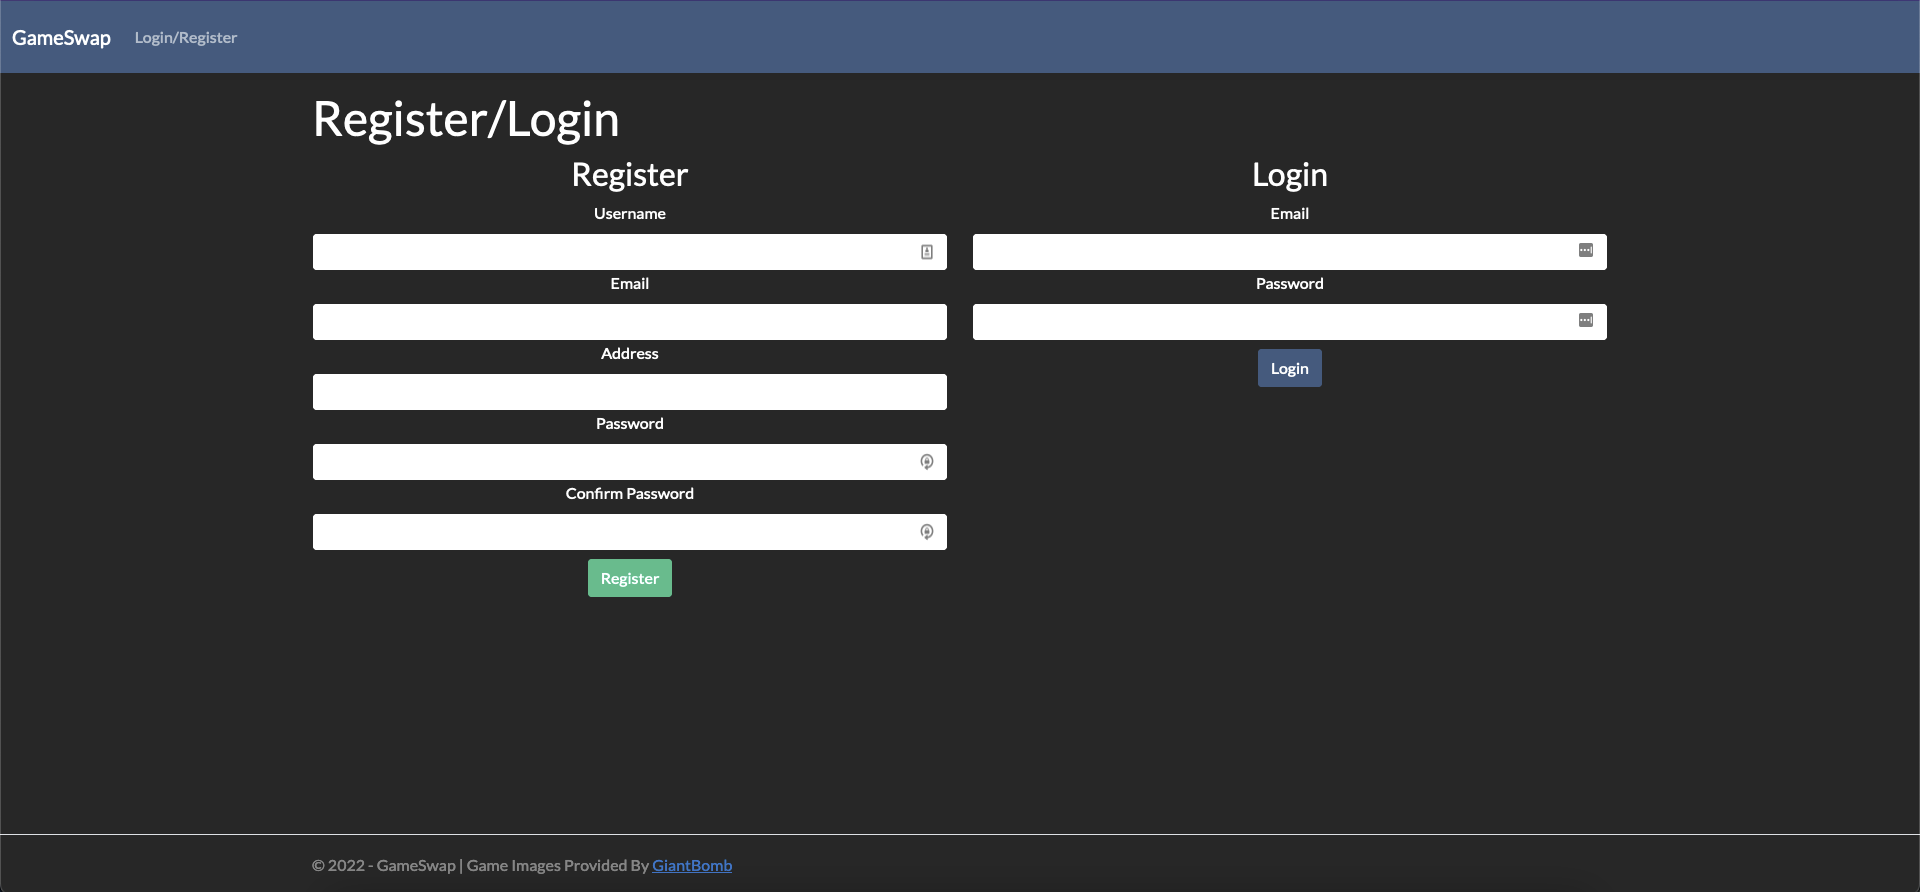 GameSwap Login/Register
Register/Login
Register
Username
Email
Address
Password
Confirm Password
Register
Login
Email
Password
Login
© 2022 - GameSwap | Game Images Provided By GiantBomb